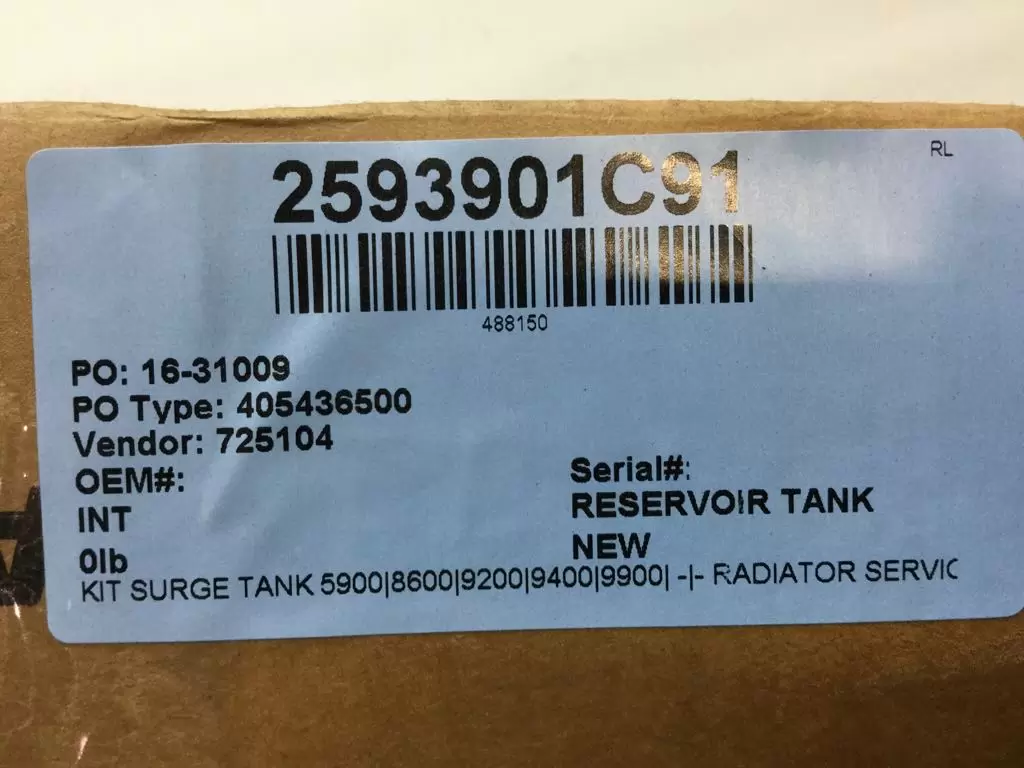 RL
2593901C91
488150
PO: 16-31009
PO Type: 405436500
Vendor: 725104
OEM#:
Serial#:
INT
RESERVOIR TANK
0lb
NEW
KIT SURGE TANK 5900|8600|9200|9400|9900| -|- RADIATOR SERVIC